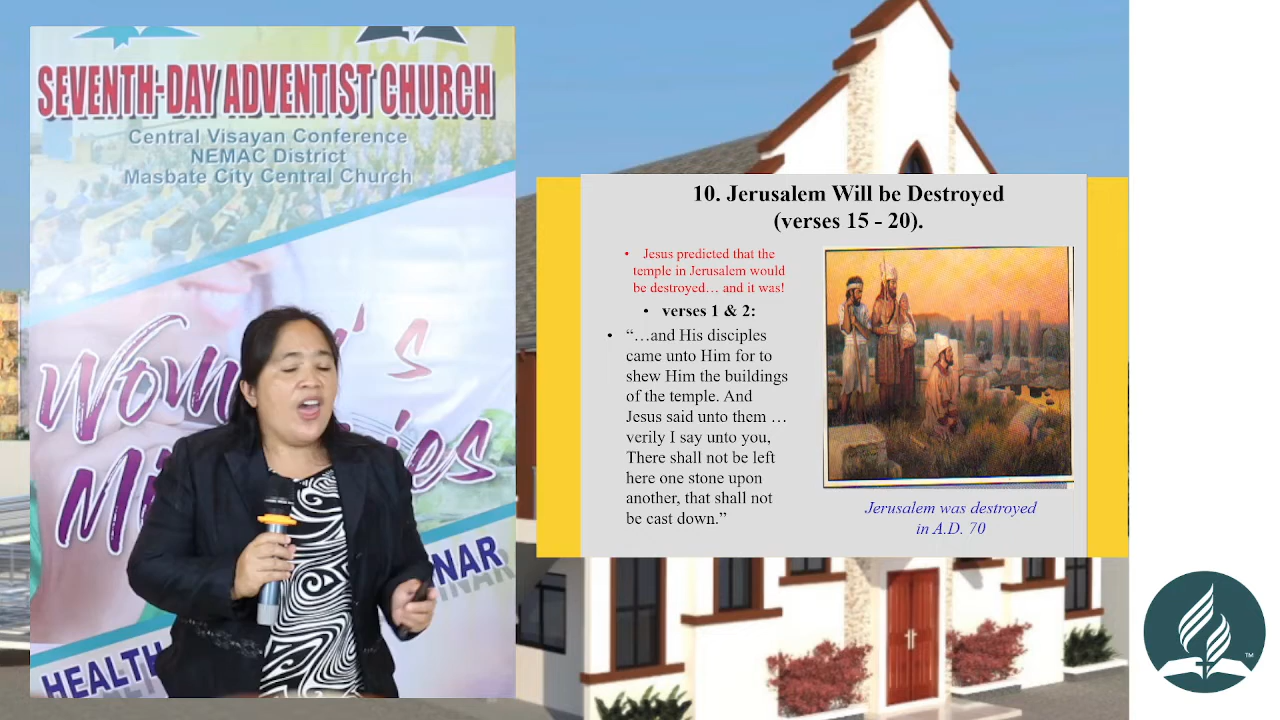 SEVENTH-DAY ADVENTIST CHURCH
Central Visayan Conference
NEMAC District
Masbate City Central Church
HEALTH
NAR
10. Jerusalem Will be Destroyed
(verses 15 - 20).
• Jesus predicted that the
temple in Jerusalem would
be destroyed… and it was!
• verses 1 & 2:
• “…and His disciples
came unto Him for to
shew Him the buildings
of the temple. And
Jesus said unto them …
verily I say unto you,
There shall not be left
here one stone upon
another, that shall not
be cast down.”
Jerusalem was destroyed
in A.D. 70
TM